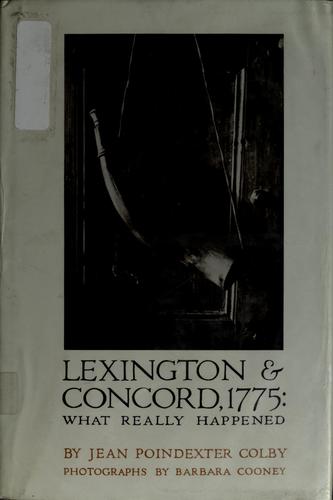 LEXINGTON &
CONCORD, 1775:
WHAT REALLY HAPPENED
BY JEAN POINDEXTER COLBY
PHOTOGRAPHS BY BARBARA COONEY